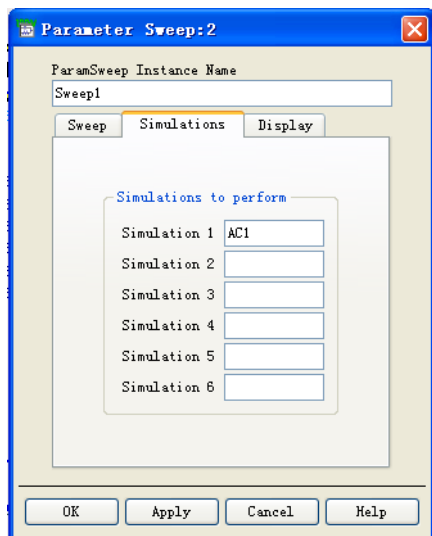 Parameter Sweep:2
ParamSweep Instance Name
Sweep1
Sweep Simulations Display
Simulations to perform
Simulation 1 AC1
Simulation 2
Simulation 3
Simulation 4
Simulation 5
Simulation 6
OK Apply Cancel Help